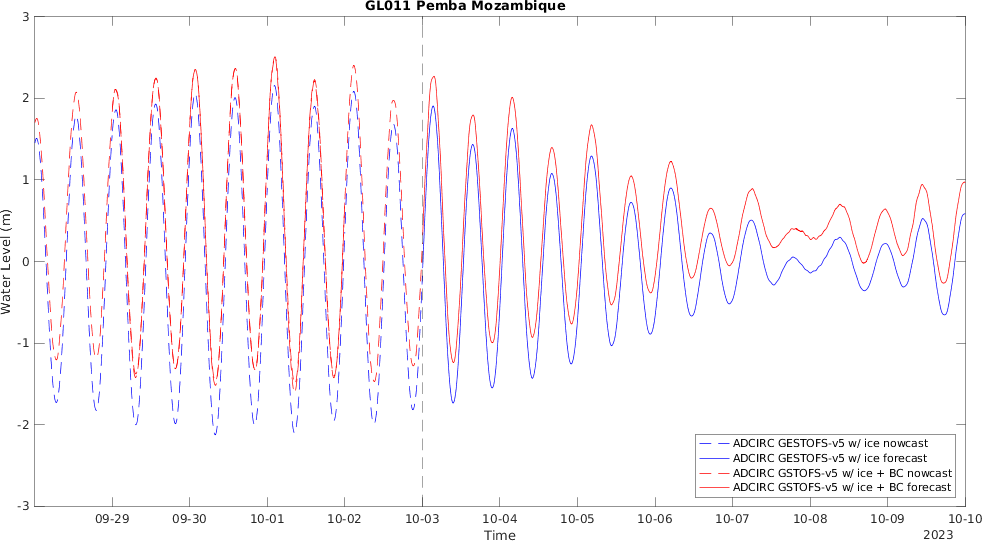 GL011 Pemba Mozambique
3
2
1
0
-1
-2
-3
Water Level (m)
ADCIRC GESTOFS-v5 w/ ice nowcast
ADCIRC GESTOFS-v5 w/ ice forecast
ADCIRC GSTOFS-v5 w/ ice + BC nowcast
ADCIRC GSTOFS-v5 w/ ice + BC forecast
09-29 09-30 10-01 10-02 10-03 10-04 10-05 10-06 10-07 10-08 10-09 10-10
Time 2023